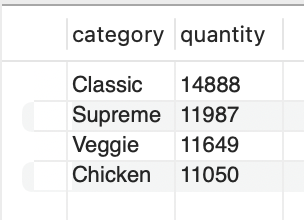 category quantity
Classic 14888
Supreme 11987
Veggie 11649
Chicken 11050